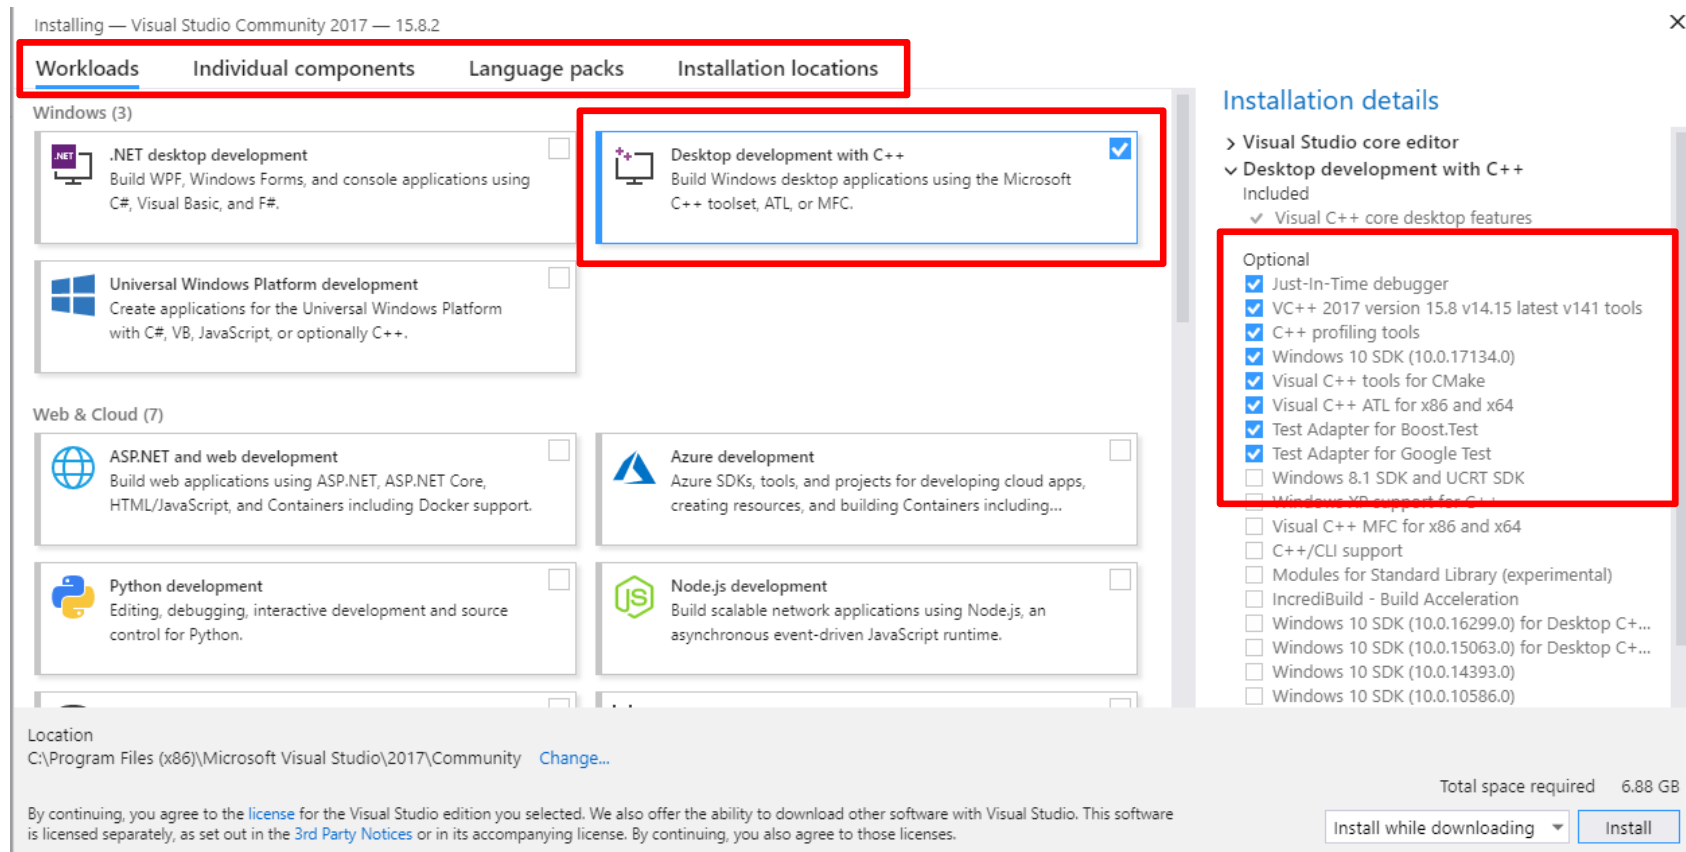 Installing — Visual Studio Community 2017 — 15.8.2
Workloads Individual components Language packs Installation locations
Windows (3)
.NET
.NET desktop development
Build WPF, Windows Forms, and console applications using
C#, Visual Basic, and F#.
Desktop development with C++
Build Windows desktop applications using the Microsoft
C++ toolset, ATL, or MFC.
Universal Windows Platform development
Create applications for the Universal Windows Platform
with C#, VB, JavaScript, or optionally C++.
Web & Cloud (7)
ASP.NET and web development
Build web applications using ASP.NET, ASP.NET Core,
HTML/JavaScript, and Containers including Docker support.
Azure development
Azure SDKs, tools, and projects for developing cloud apps,
creating resources, and building Containers including...
Python development
Editing, debugging, interactive development and source
control for Python.
JS
Node.js development
Build scalable network applications using Node.js, an
asynchronous event-driven JavaScript runtime.
Installation details
Visual Studio core editor
Desktop development with C++
Included
Visual C++ core desktop features
Optional
Just-In-Time debugger
VC++ 2017 version 15.8 v14.15 latest v141 tools
C++ profiling tools
Windows 10 SDK (10.0.17134.0)
Visual C++ tools for CMake
Visual C++ ATL for x86 and x64
Test Adapter for Boost.Test
Test Adapter for Google Test
Windows 8.1 SDK and UCRT SDK
Windows XP support for C++
Visual C++ MFC for x86 and x64
C++/CLI support
Modules for Standard Library (experimental)
IncrediBuild - Build Acceleration
Windows 10 SDK (10.0.16299.0) for Desktop C+...
Windows 10 SDK (10.0.15063.0) for Desktop C+...
Windows 10 SDK (10.0.14393.0)
Windows 10 SDK (10.0.10586.0)
Location
C:\Program Files (x86)\Microsoft Visual Studio\2017\Community Change...
Total space required 6.88 GB
By continuing, you agree to the license for the Visual Studio edition you selected. We also offer the ability to download other software with Visual Studio. This software
is licensed separately, as set out in the 3rd Party Notices or in its accompanying license. By continuing, you also agree to those licenses.
Install while downloading Install